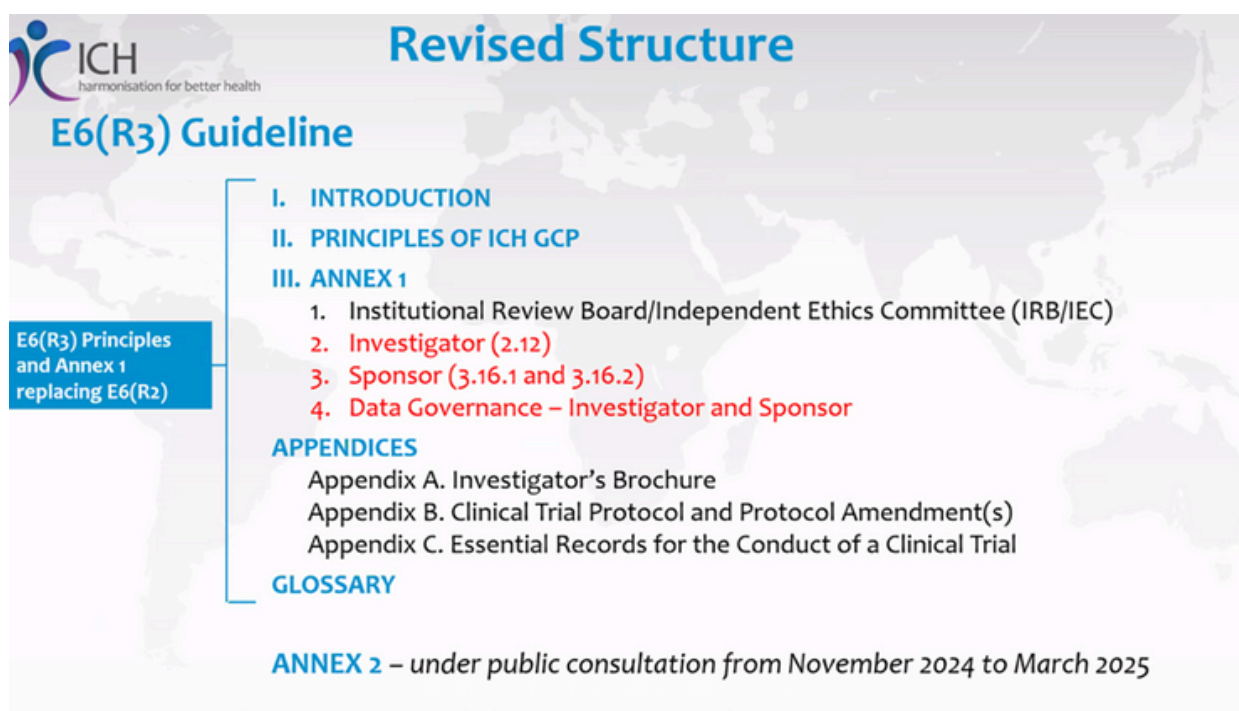 Revised Structure
ICH
harmonisation for better health
E6(R3) Guideline
I. INTRODUCTION
II. PRINCIPLES OF ICH GCP
III. ANNEX 1
1. Institutional Review Board/Independent Ethics Committee (IRB/IEC)
2. Investigator (2.12)
3. Sponsor (3.16.1 and 3.16.2)
4. Data Governance – Investigator and Sponsor
E6(R3) Principles
and Annex 1
replacing E6(R2)
APPENDICES
Appendix A. Investigator’s Brochure
Appendix B. Clinical Trial Protocol and Protocol Amendment(s)
Appendix C. Essential Records for the Conduct of a Clinical Trial
GLOSSARY
ANNEX 2 – under public consultation from November 2024 to March 2025